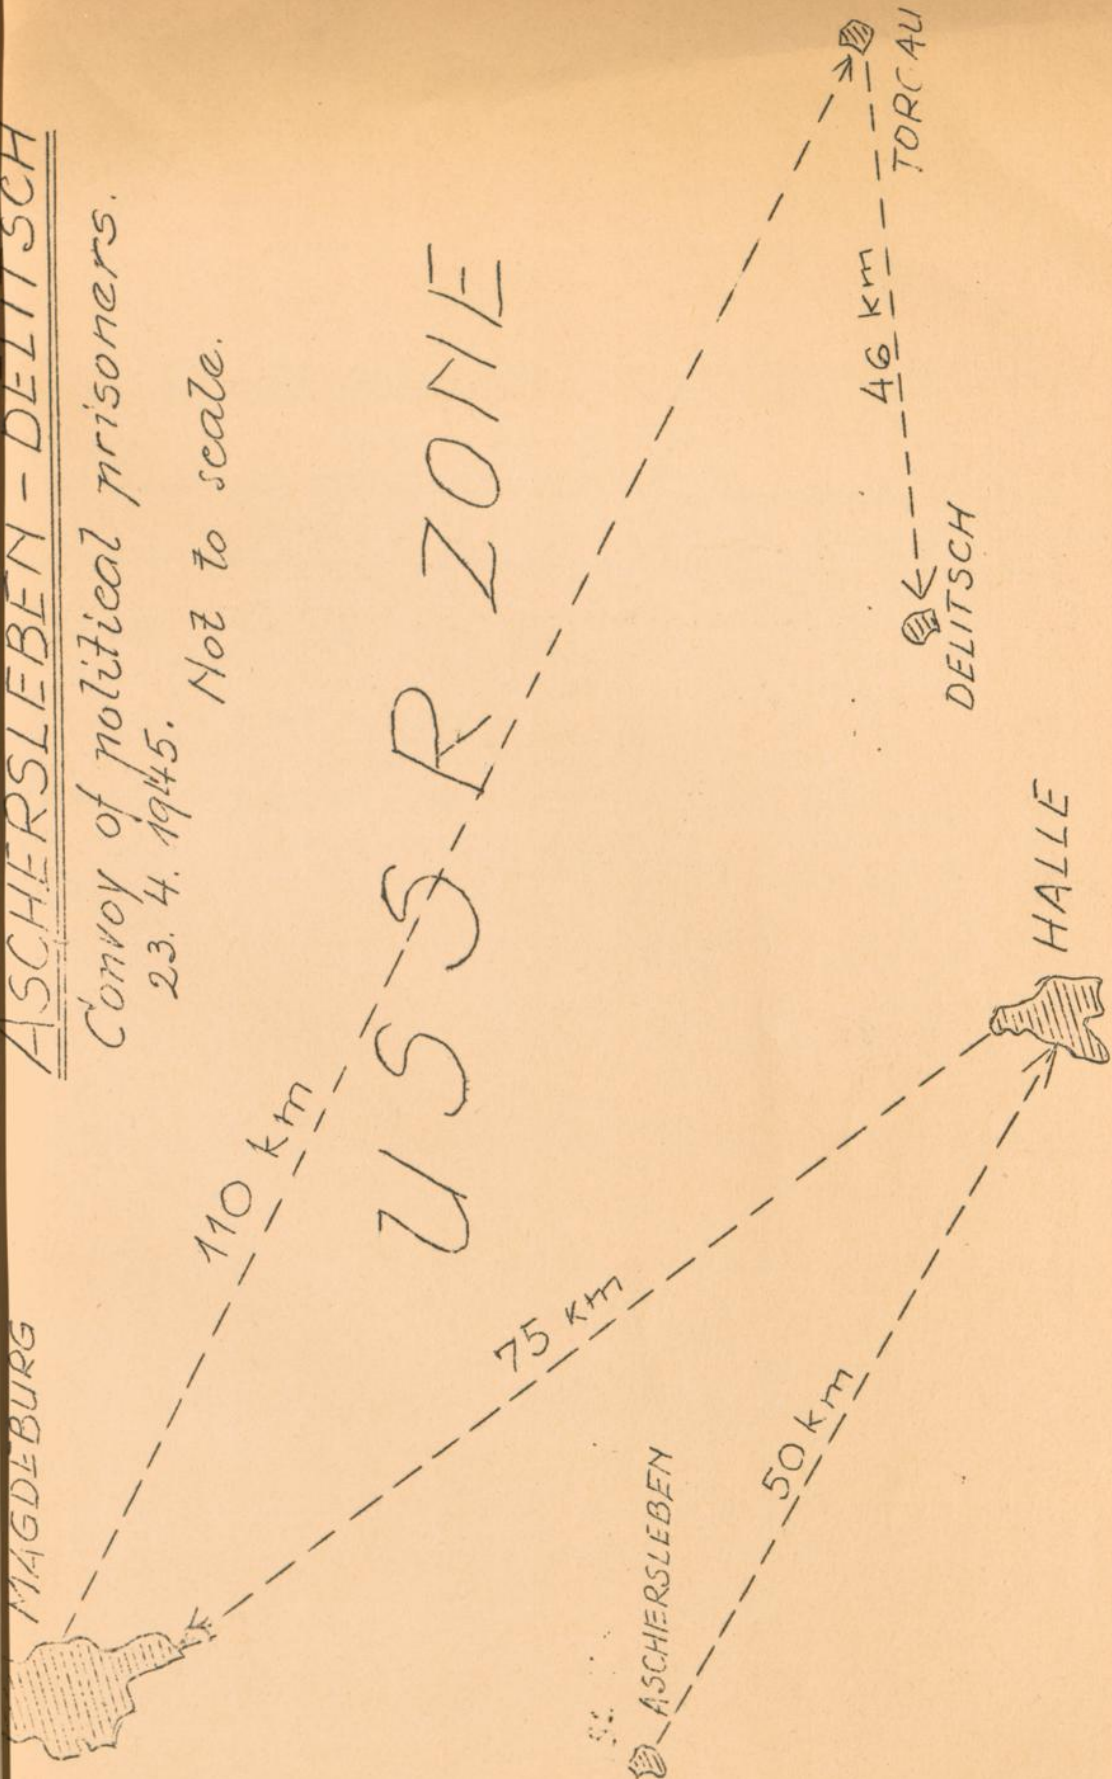 ASCHERSLEBEN - DELITSCH
Convoy of political prisoners.
23. 4. 1945.
Not to scale.
MAGDEBURG
110 km
USSR ZONE
TORGAU
46 km
DELITSCH
75 km
HALLE
50 km
ASCHERSLEBEN